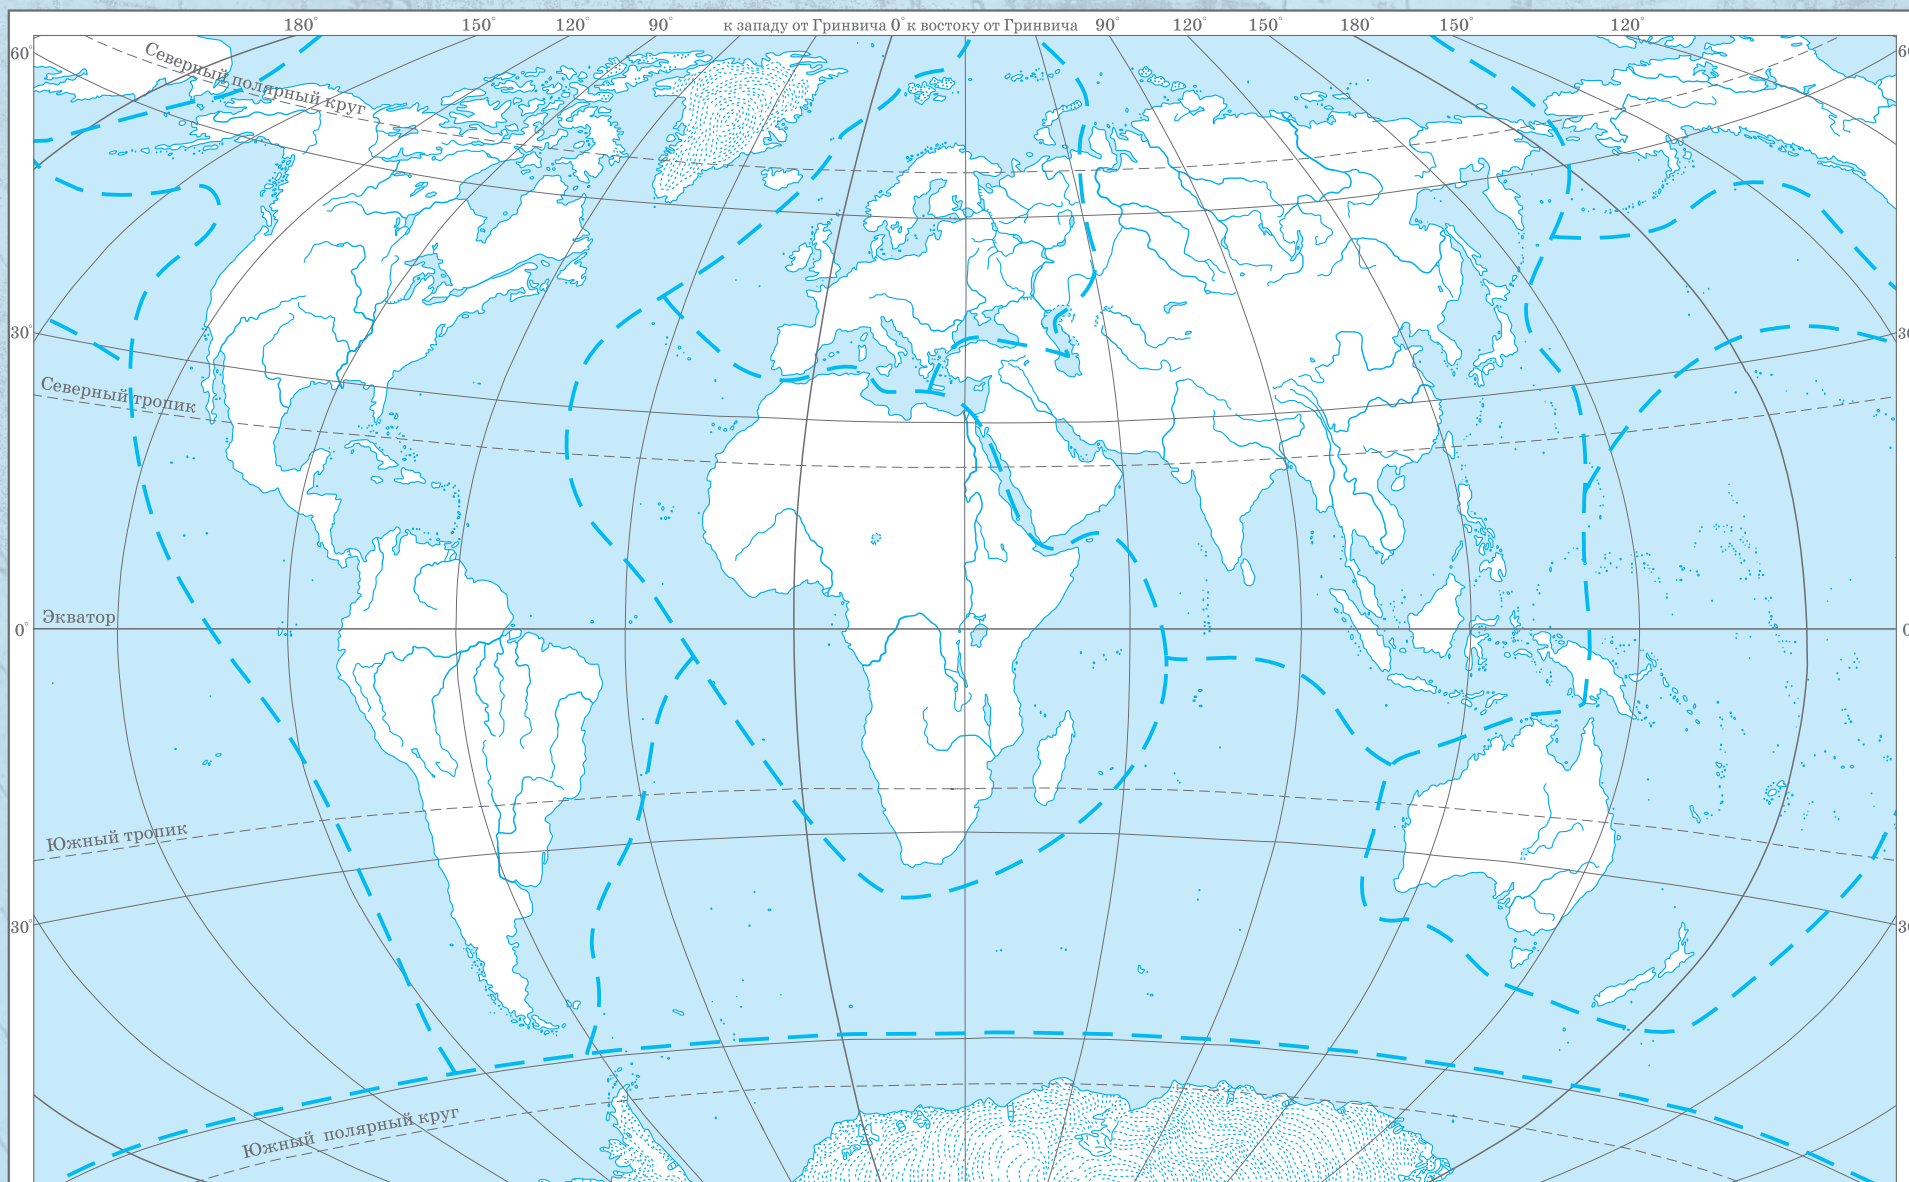 180° 150° 120° 90° к западу от Гринвича 0° к востоку от Гринвича 90° 120° 150° 180° 150° 120°
60°
Северный полярный круг
30°
30
Северный тропик
Экватор
0°
0
Южный тропик
30°
30
Южный полярный круг